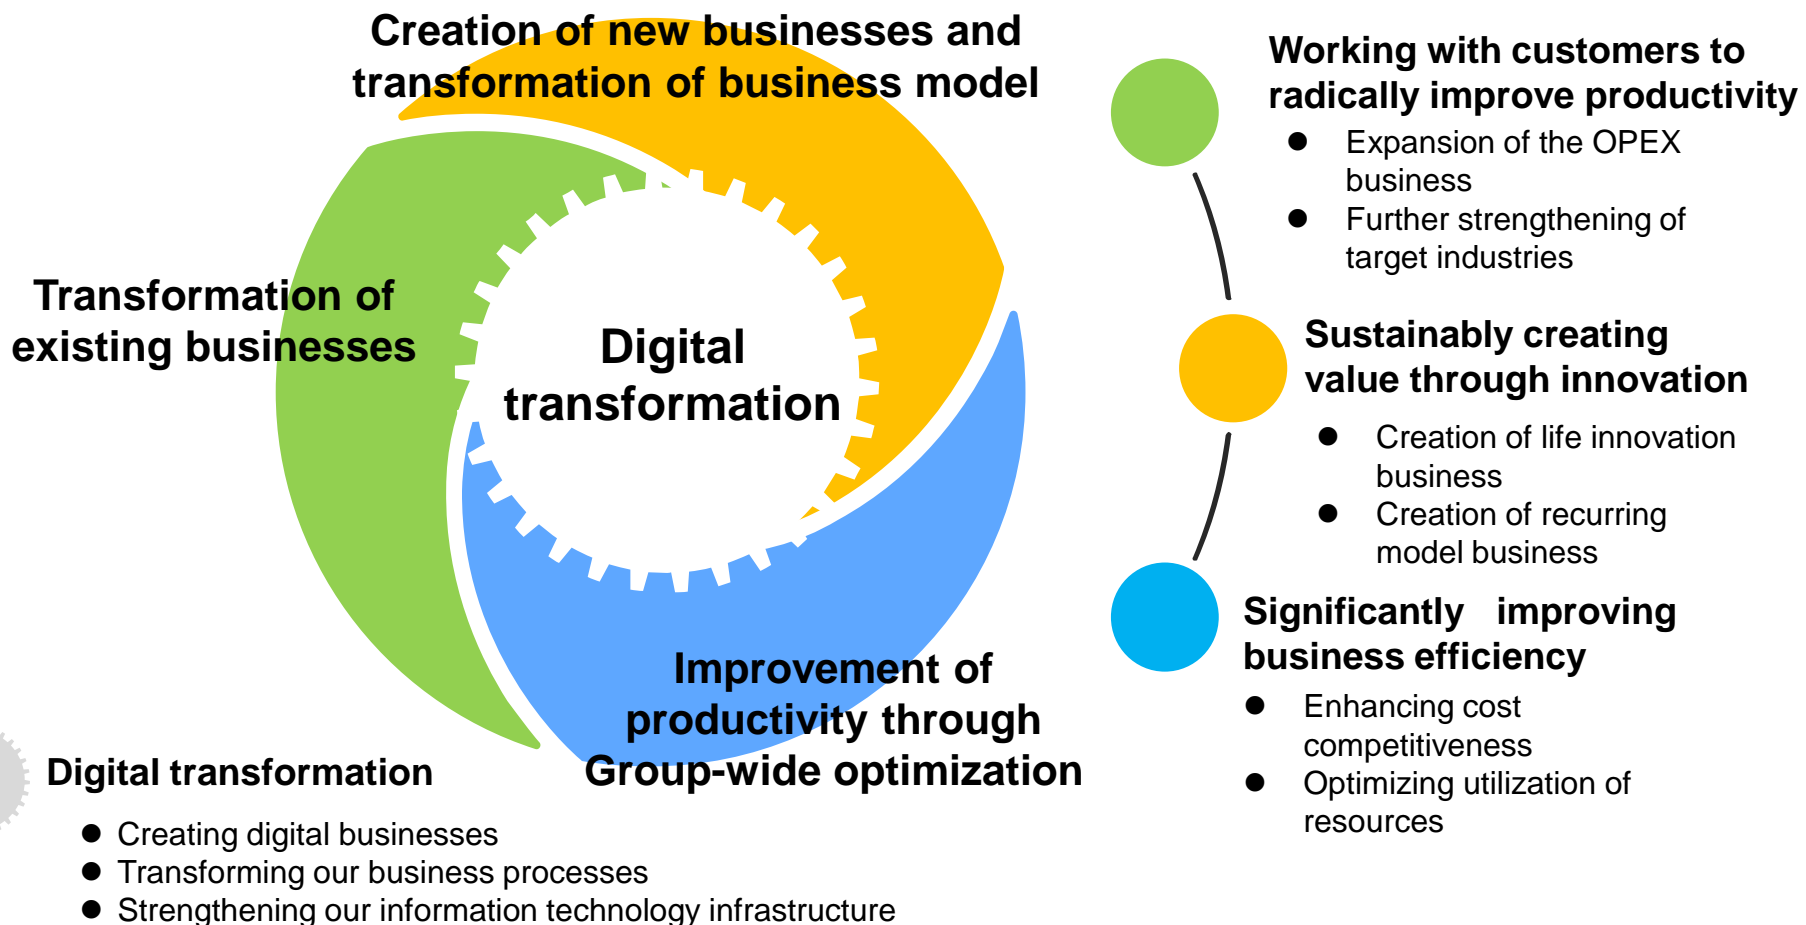 Creation of new businesses and
transformation of business model
Transformation of
existing businesses
Digital
transformation
Improvement of
productivity through
Group-wide optimization
Digital transformation
● Creating digital businesses
● Transforming our business processes
● Strengthening our information technology infrastructure
Working with customers to
radically improve productivity
● Expansion of the OPEX
business
● Further strengthening of
target industries
Sustainably creating
value through innovation
● Creation of life innovation
business
● Creation of recurring
model business
Significantly improving
business efficiency
● Enhancing cost
competitiveness
● Optimizing utilization of
resources